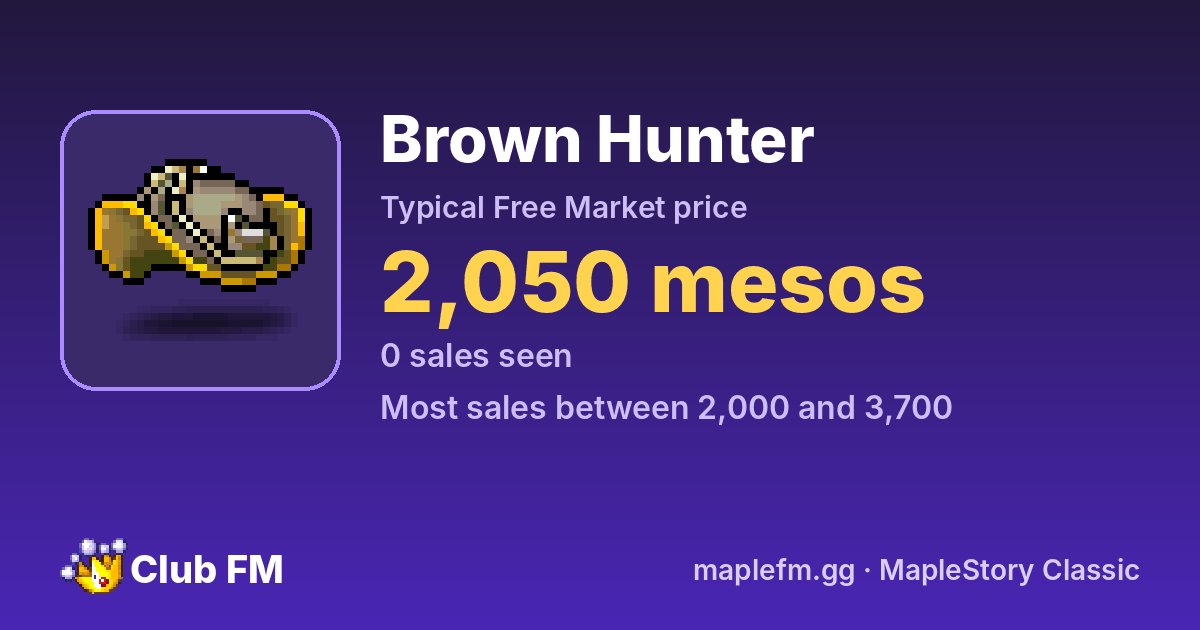 Brown Hunter
Typical Free Market price
2,050 mesos
0 sales seen
Most sales between 2,000 and 3,700
Club FM
maplefm.gg · MapleStory Classic